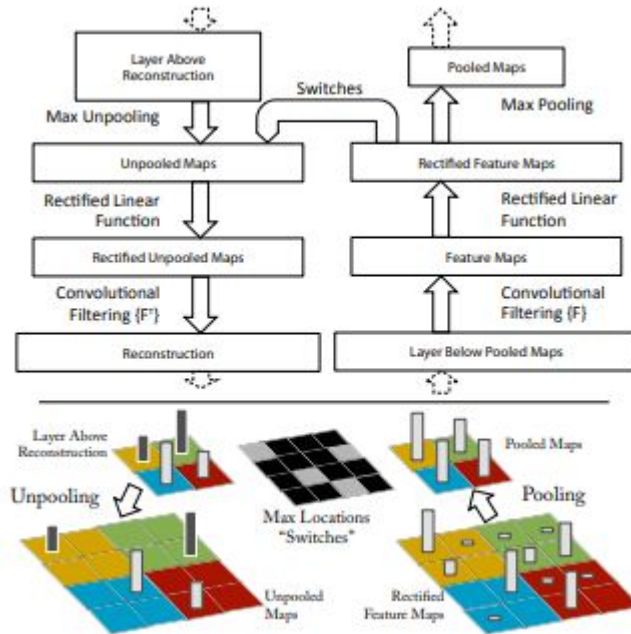 Layer Above
Reconstruction
Max Unpooling
Unpooled Maps
Rectified Linear
Function
Rectified Unpooled Maps
Convolutional
Filtering {Fᵀ}
Reconstruction
Switches
Pooled Maps
Max Pooling
Rectified Feature Maps
Rectified Linear
Function
Feature Maps
Convolutional
Filtering {F}
Layer Below Pooled Maps
Layer Above
Reconstruction
Unpooling
Max Locations
“Switches”
Pooled Maps
Pooling
Unpooled
Maps
Rectified
Feature Maps